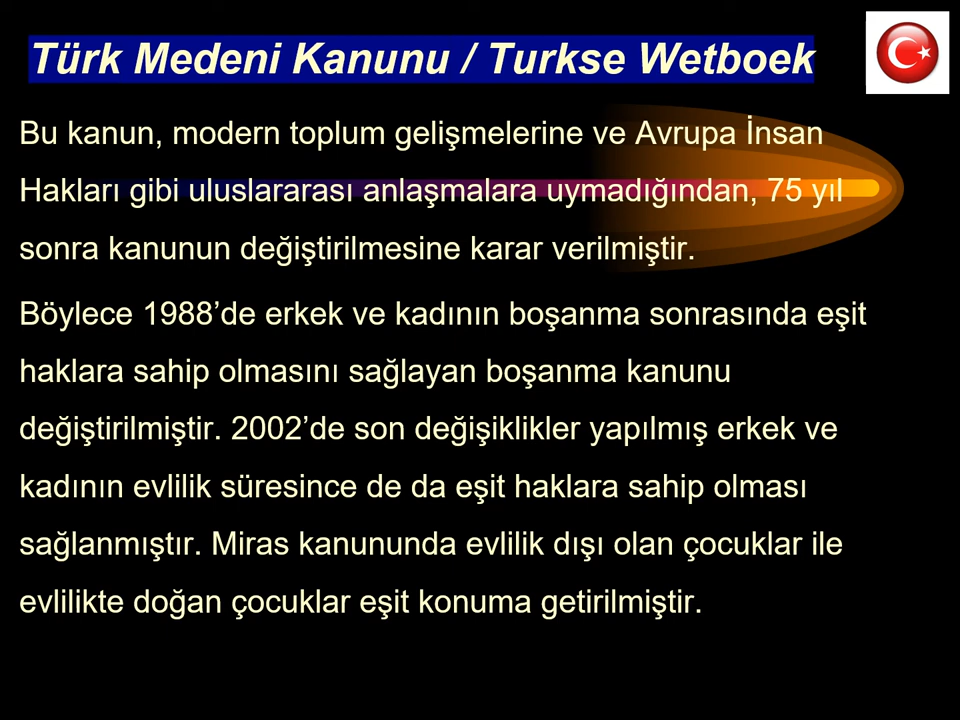 Türk Medeni Kanunu / Turkse Wetboek
Bu kanun, modern toplum gelişmelerine ve Avrupa İnsan
Hakları gibi uluslararası anlaşmalara uymadığından, 75 yıl
sonra kanunun değiştirilmesine karar verilmiştir.
Böylece 1988’de erkek ve kadının boşanma sonrasında eşit
haklara sahip olmasını sağlayan boşanma kanunu
değiştirilmiştir. 2002’de son değişiklikler yapılmış erkek ve
kadının evlilik süresince de da eşit haklara sahip olması
sağlanmıştır. Miras kanununda evlilik dışı olan çocuklar ile
evlilikte doğan çocuklar eşit konuma getirilmiştir.